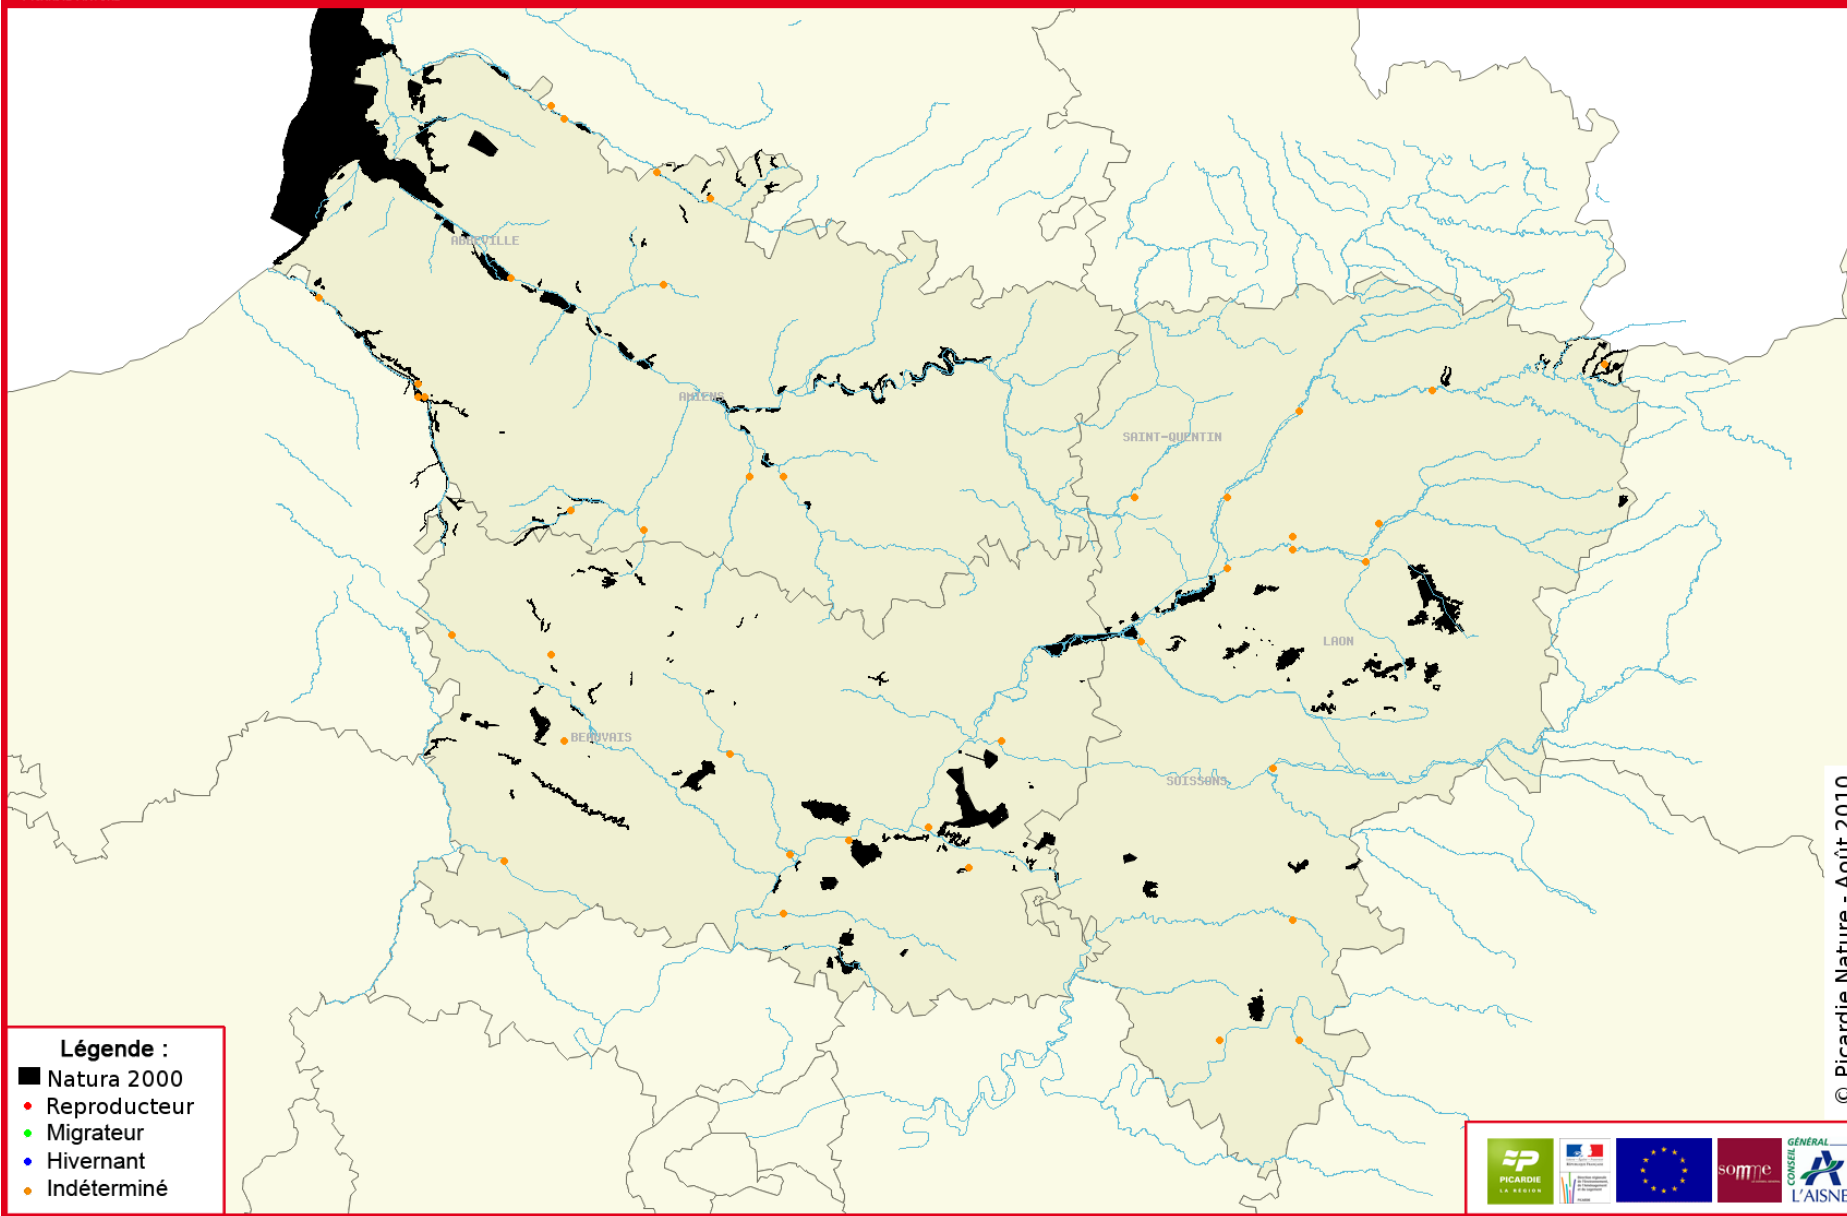 ABBEVILLE
AMIENS
SAINT-QUENTIN
LAON
BEAUVAIS
SOISSONS
© Picardie Nature - Août 2010
Légende :
Natura 2000
Reproducteur
Migrateur
Hivernant
Indéterminé
PICARDIE
LA RÉGION
somme
CONSEIL
GÉNÉRAL
L'AISNE